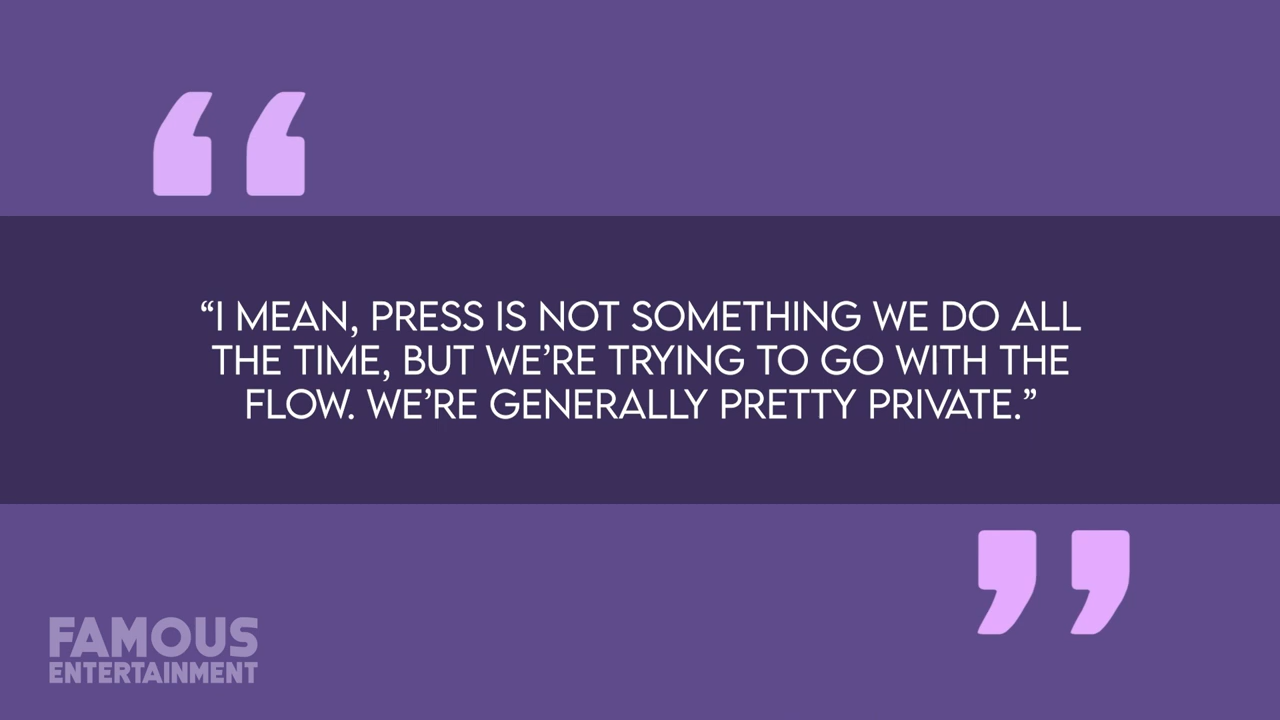 “I MEAN, PRESS IS NOT SOMETHING WE DO ALL
THE TIME, BUT WE’RE TRYING TO GO WITH THE
FLOW. WE’RE GENERALLY PRETTY PRIVATE.”
FAMOUS
ENTERTAINMENT